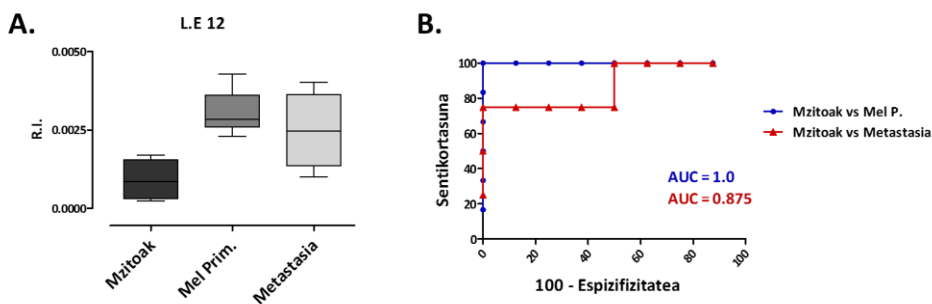 A.
L.E 12
R.I.
0.0050
0.0025
0.0000
Mzitoak
Mel Prim.
Metastasia
B.
Sentikortasuna
100
80
60
40
20
0
0
20
40
60
80
100
100 - Espizifizitatea
AUC = 1.0
AUC = 0.875
Mzitoak vs Mel P.
Mzitoak vs Metastasia